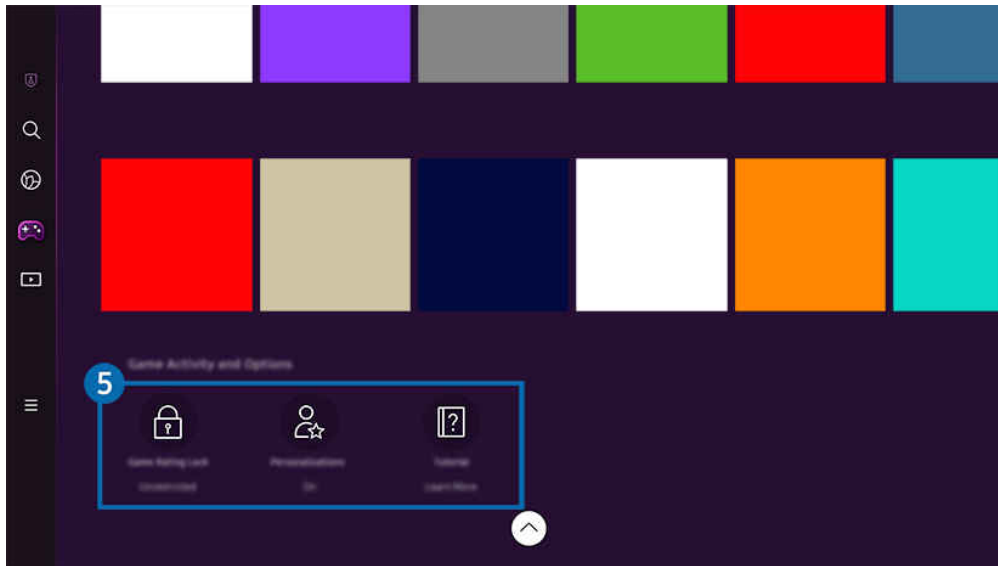 Game Activity and Options
5
Game Rating Lock
Personalizations
Tutorial
Unrestricted
On
Learn More